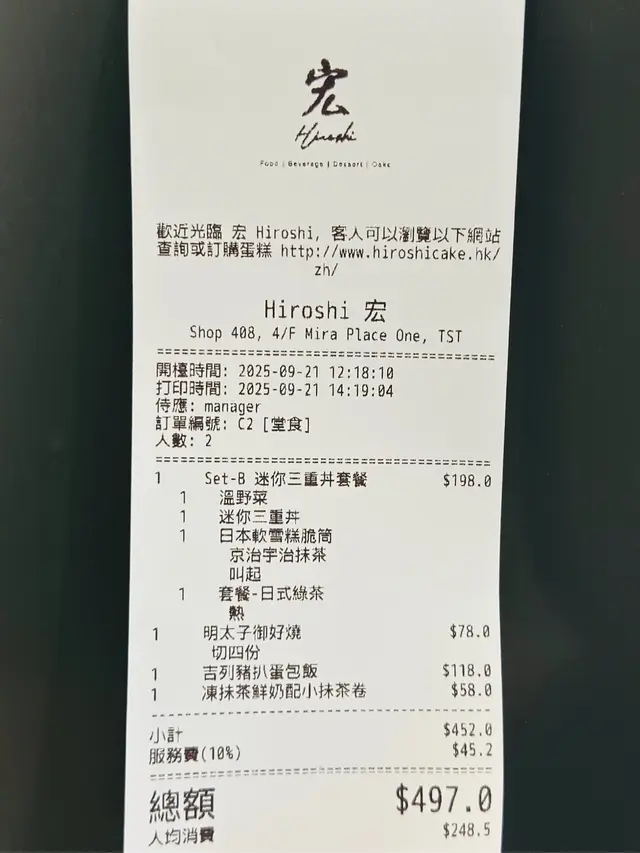 宏
Hiroshi
Food | Beverage | Dessert | Cake
歡近光臨 宏 Hiroshi, 客人可以瀏覽以下網站
查詢或訂購蛋糕 http://www.hiroshicake.hk/
zh/
Hiroshi 宏
Shop 408, 4/F Mira Place One, TST
開檯時間: 2025-09-21 12:18:10
打印時間: 2025-09-21 14:19:04
侍應: manager
訂單編號: C2 [堂食]
人數: 2
1 Set-B 迷你三重丼套餐 $198.0
1 溫野菜
1 迷你三重丼
1 日本軟雪糕脆筒
京治宇治抹茶
叫起
1 套餐-日式綠茶
熱
1 明太子御好燒 $78.0
切四份
1 吉列豬扒蛋包飯 $118.0
1 凍抹茶鮮奶配小抹茶卷 $58.0
小計 $452.0
服務費(10%) $45.2
總額 $497.0
人均消費 $248.5